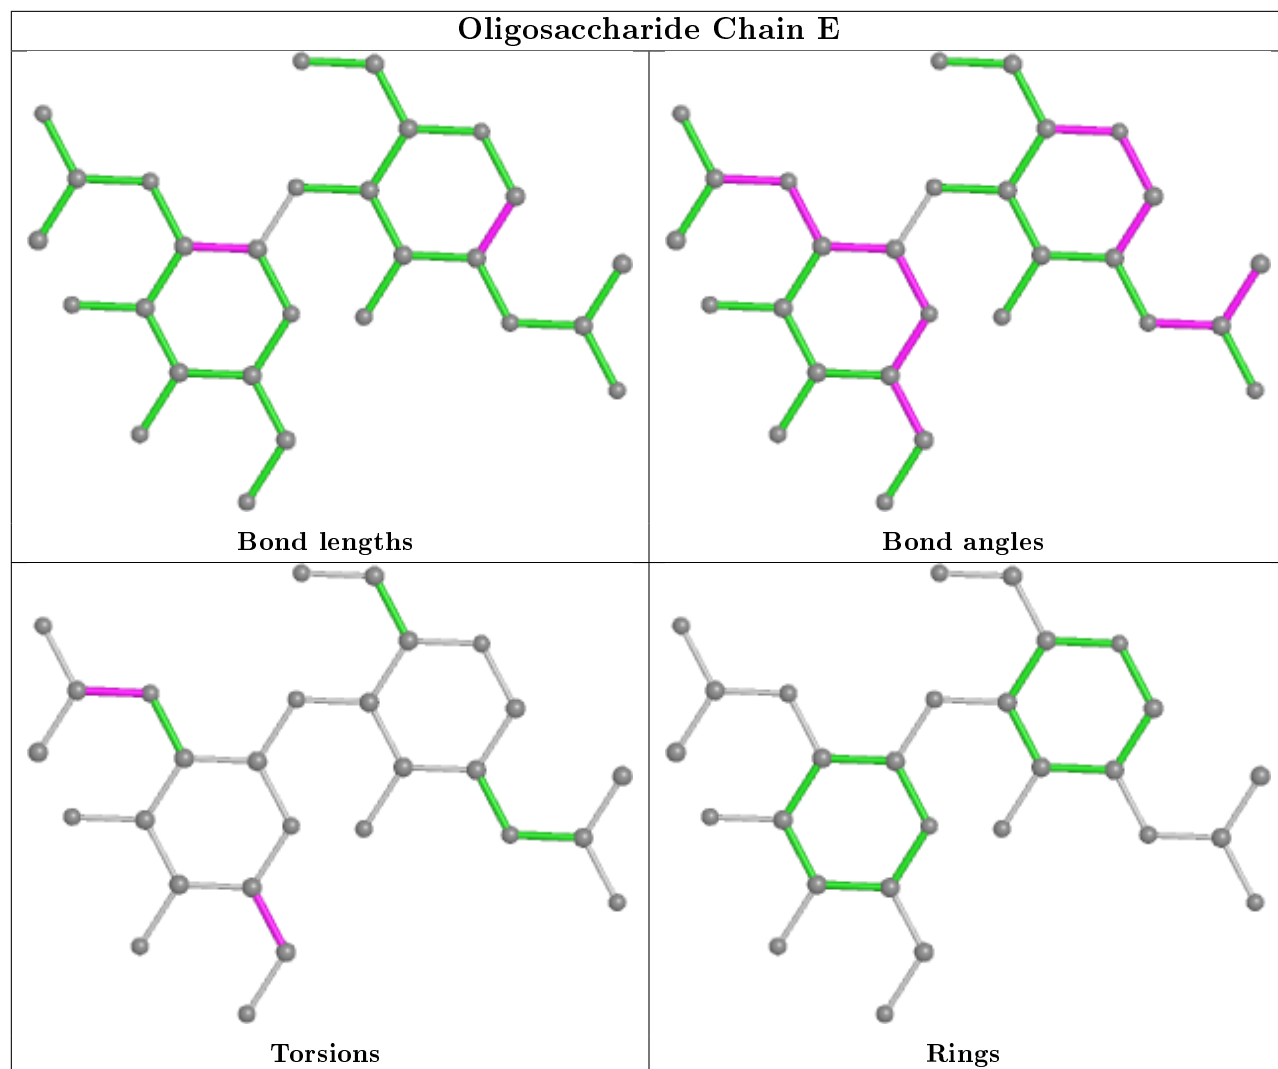 Oligosaccharide Chain E
Bond lengths
Bond angles
Torsions
Rings